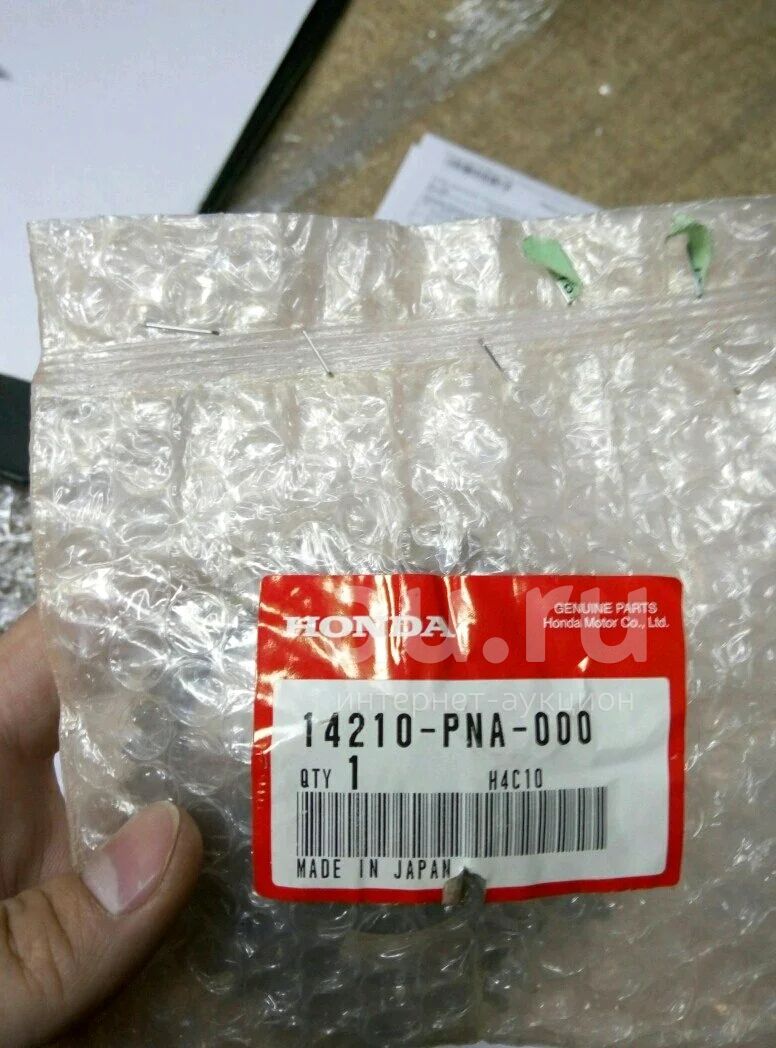 GENUINE PARTS
HONDA
Honda Motor Co., Ltd.
au.ru
интернет-аукцион
14210-PNA-000
QTY 1 H4C10
MADE IN JAPAN